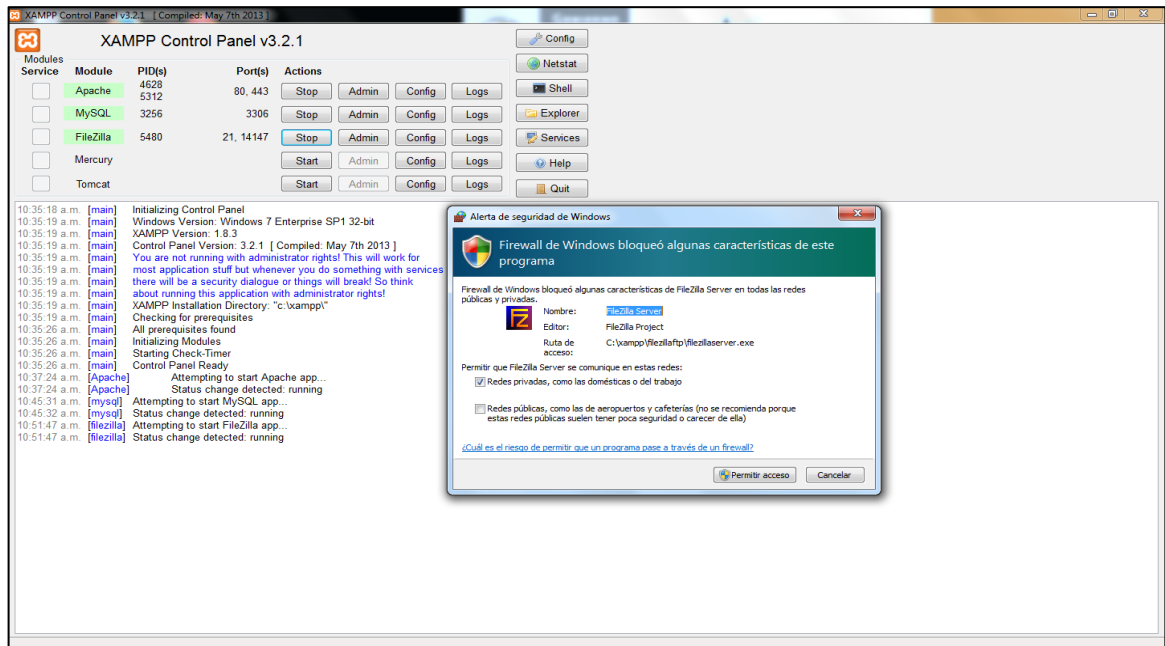 XAMPP Control Panel v3.2.1 [ Compiled: May 7th 2013 ]
XAMPP Control Panel v3.2.1
Modules
Service Module PID(s) Port(s) Actions
Apache 4628 5312 80, 443 Stop Admin Config Logs
MySQL 3256 3306 Stop Admin Config Logs
FileZilla 5480 21, 14147 Stop Admin Config Logs
Mercury Start Admin Config Logs
Tomcat Start Admin Config Logs
Config
Netstat
Shell
Explorer
Services
Help
Quit
10:35:18 a.m. [main] Initializing Control Panel
10:35:19 a.m. [main] Windows Version: Windows 7 Enterprise SP1 32-bit
10:35:19 a.m. [main] XAMPP Version: 1.8.3
10:35:19 a.m. [main] Control Panel Version: 3.2.1 [ Compiled: May 7th 2013 ]
10:35:19 a.m. [main] You are not running with administrator rights! This will work for
10:35:19 a.m. [main] most application stuff but whenever you do something with services
10:35:19 a.m. [main] there will be a security dialogue or things will break! So think
10:35:19 a.m. [main] about running this application with administrator rights!
10:35:19 a.m. [main] XAMPP Installation Directory: "c:\xampp\"
10:35:19 a.m. [main] Checking for prerequisites
10:35:26 a.m. [main] All prerequisites found
10:35:26 a.m. [main] Initializing Modules
10:35:26 a.m. [main] Starting Check-Timer
10:35:26 a.m. [main] Control Panel Ready
10:37:24 a.m. [Apache] Attempting to start Apache app...
10:37:24 a.m. [Apache] Status change detected: running
10:45:31 a.m. [mysql] Attempting to start MySQL app...
10:45:32 a.m. [mysql] Status change detected: running
10:51:47 a.m. [filezilla] Attempting to start FileZilla app...
10:51:47 a.m. [filezilla] Status change detected: running
Alerta de seguridad de Windows
Firewall de Windows bloqueó algunas características de este
programa
Firewall de Windows bloqueó algunas características de FileZilla Server en todas las redes
públicas y privadas.
Nombre: FileZilla Server
Editor: FileZilla Project
Ruta de C:\xampp\filezillaftp\filezillaserver.exe
acceso:
Permitir que FileZilla Server se comunique en estas redes:
Redes privadas, como las domésticas o del trabajo
Redes públicas, como las de aeropuertos y cafeterías (no se recomienda porque
estas redes públicas suelen tener poca seguridad o carecer de ella)
¿Cuál es el riesgo de permitir que un programa pase a través de un firewall?
Permitir acceso Cancelar